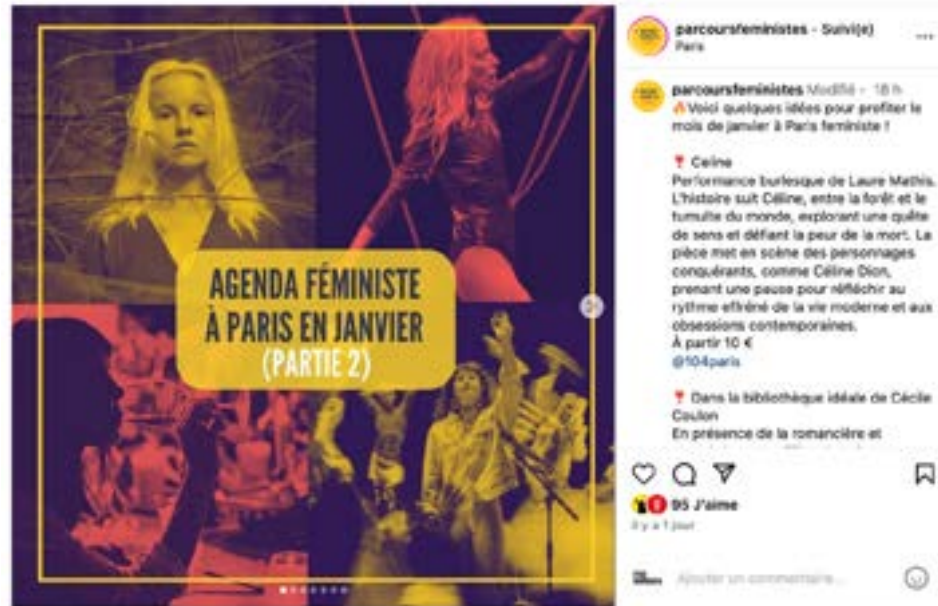 AGENDA FÉMINISTE
À PARIS EN JANVIER
(PARTIE 2)
parcoursfeministes - Suivi(e)
Paris
parcoursfeministes Modifié - 18 h
🔥Voici quelques idées pour profiter le
mois de janvier à Paris feministe !
❣ Celine
Performance burlesque de Laure Mathis.
L'histoire suit Céline, entre la forêt et le
tumulte du monde, explorant une quête
de sens et défiant la peur de la mort. La
pièce met en scène des personnages
conquérants, comme Céline Dion,
prenant une pause pour réfléchir au
rythme effréné de la vie moderne et aux
obsessions contemporaines.
À partir 10 €
@104paris
❣ Dans la bibliothèque idéale de Cécile
Coulon
En présence de la romancière et
95 J'aime
il y a 1 jour
Ajouter un commentaire...